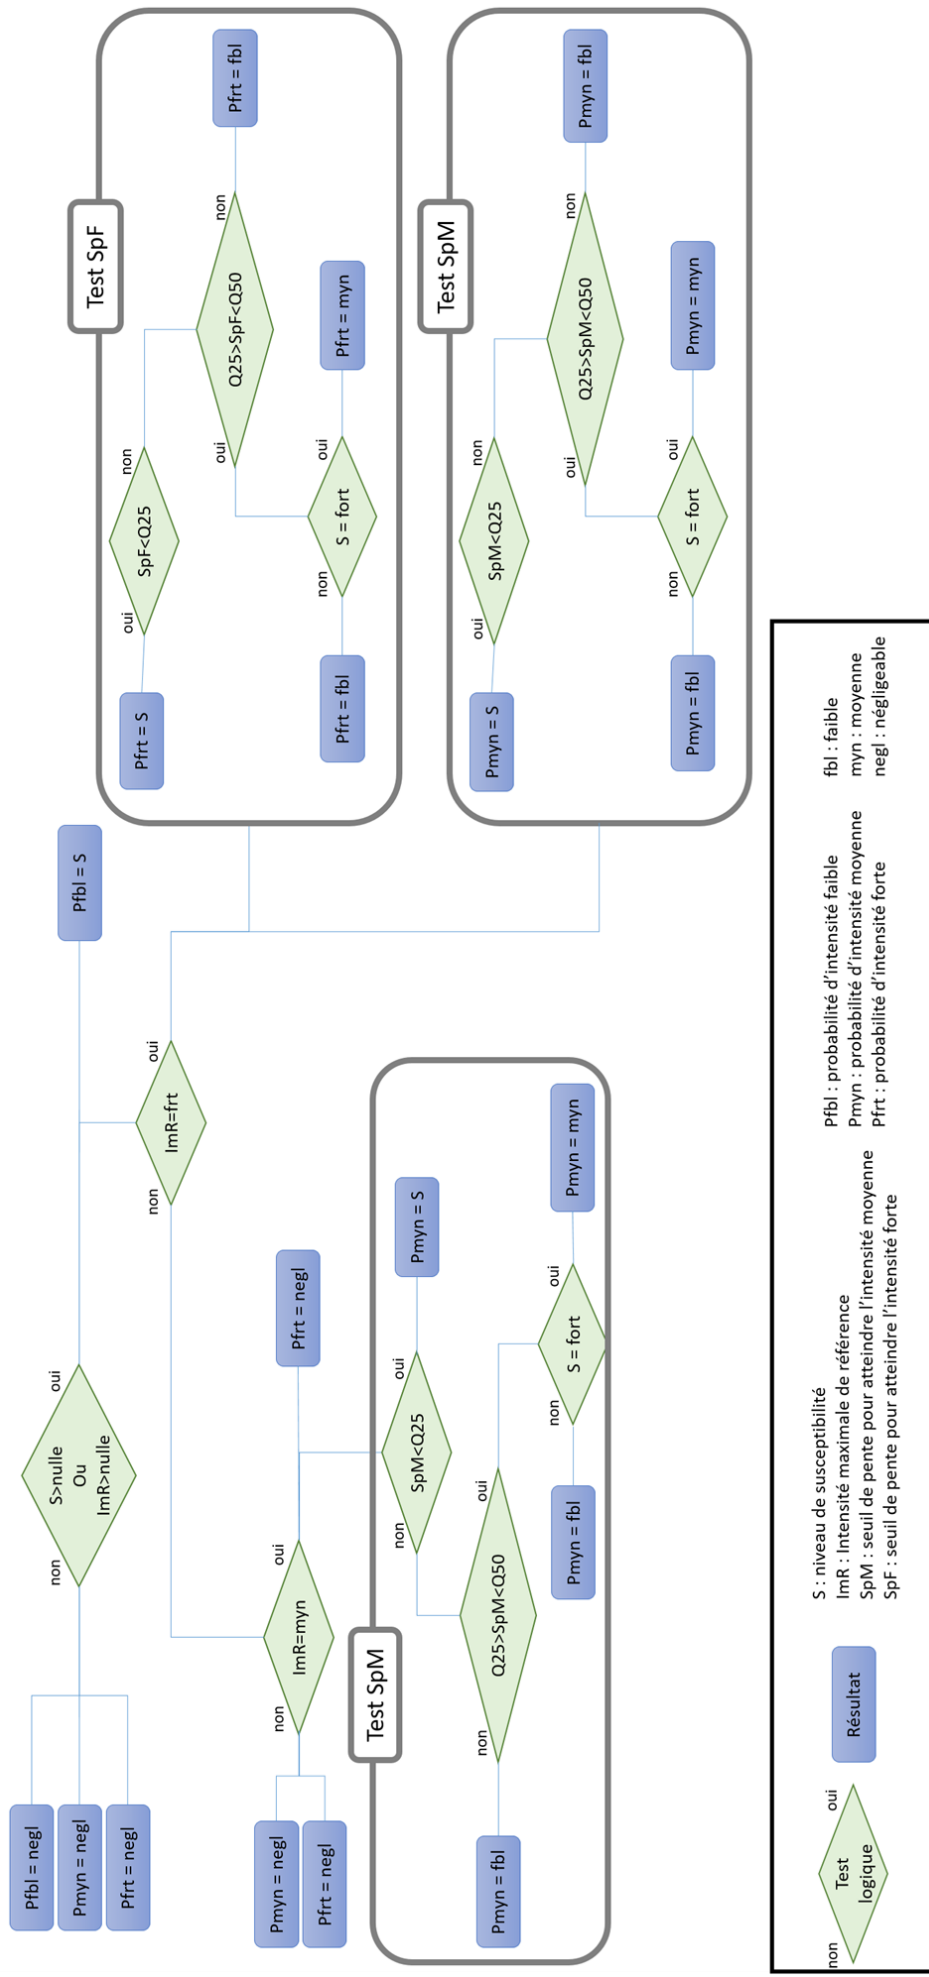 S>nulle
Ou
ImR>nulle
non
oui
Pfbl = negl
Pmyn = negl
Pfrt = negl
Pfbl = S
ImR=frt
non
oui
ImR=myn
non
oui
Pmyn = negl
Pfrt = negl
Pfrt = negl
Test SpM
SpM<Q25
non
oui
Pmyn = S
Q25>SpM<Q50
non
oui
Pmyn = fbl
S = fort
non
oui
Pmyn = fbl
Pmyn = myn
Test SpF
SpF<Q25
oui
non
Pfrt = S
Q25>SpF<Q50
oui
non
Pfrt = fbl
S = fort
non
oui
Pfrt = fbl
Pfrt = myn
Test SpM
SpM<Q25
oui
non
Pmyn = S
Q25>SpM<Q50
oui
non
Pmyn = fbl
S = fort
non
oui
Pmyn = fbl
Pmyn = myn
non
Test
logique
oui
Résultat
S : niveau de susceptibilité
ImR : Intensité maximale de référence
SpM : seuil de pente pour atteindre l'intensité moyenne
SpF : seuil de pente pour atteindre l'intensité forte
Pfbl : probabilité d'intensité faible
Pmyn : probabilité d'intensité moyenne
Pfrt : probabilité d'intensité forte
fbl : faible
myn : moyenne
negl : négligeable